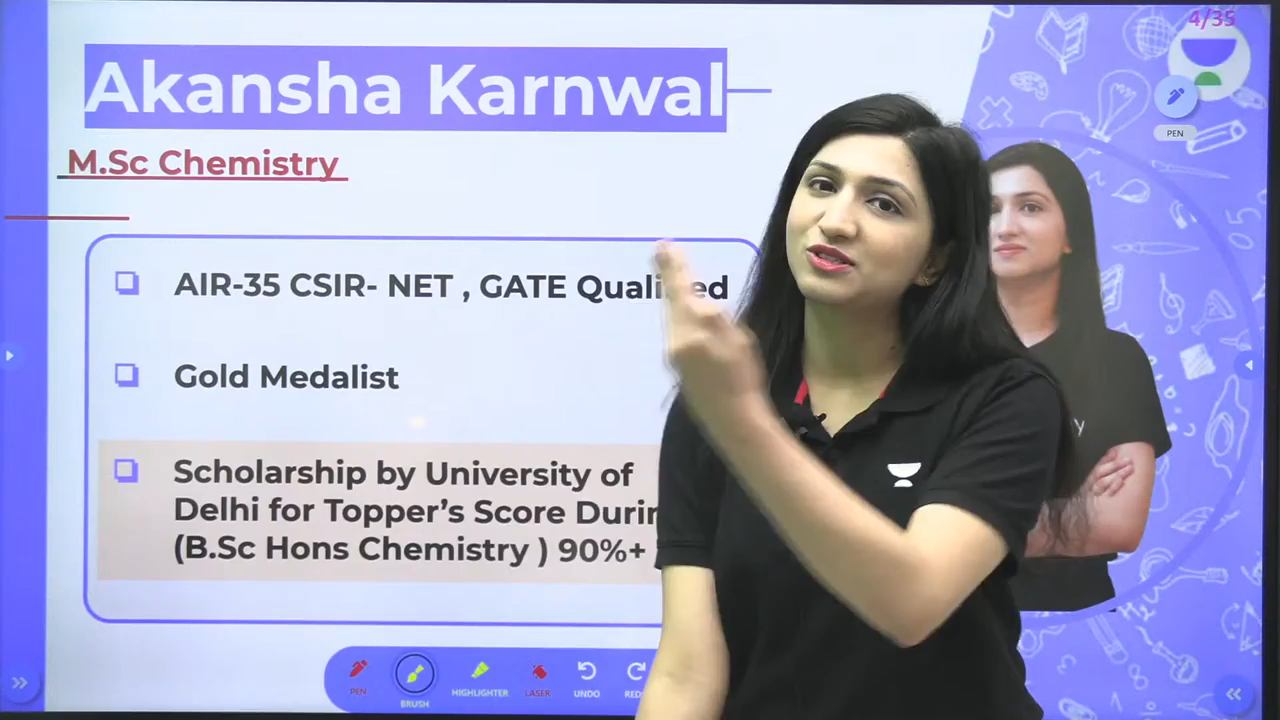 4/35
Akansha Karnwal
PEN
M.Sc Chemistry
AIR-35 CSIR- NET , GATE
Gold Medalist
Scholarship by University of
Delhi for Topper's Score
(B.Sc Hons Chemistry ) 90%+
PEN
BRUSH
HIGHLIGHTER
LASER
UNDO